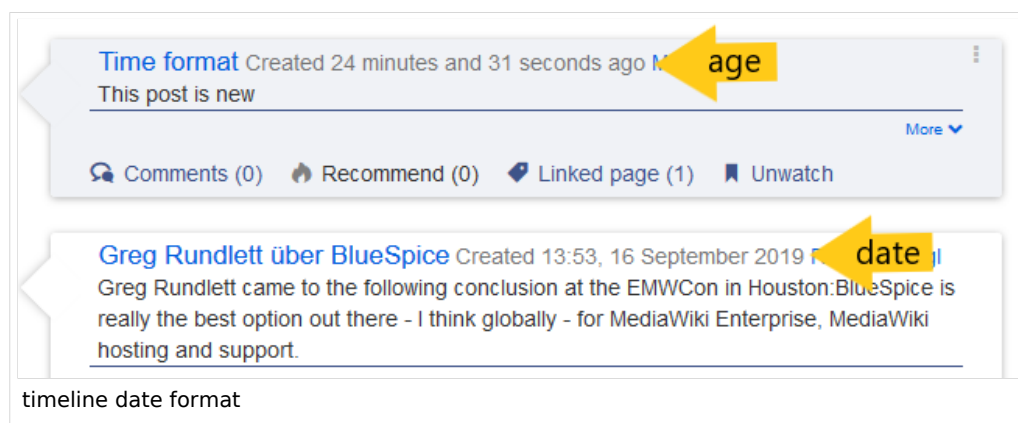 Time format Created 24 minutes and 31 seconds ago age
This post is new
More
Comments (0) Recommend (0) Linked page (1) Unwatch
Greg Rundlett über BlueSpice Created 13:53, 16 September 2019 date
Greg Rundlett came to the following conclusion at the EMWCon in Houston:BlueSpice is
really the best option out there - I think globally - for MediaWiki Enterprise, MediaWiki
hosting and support.
timeline date format